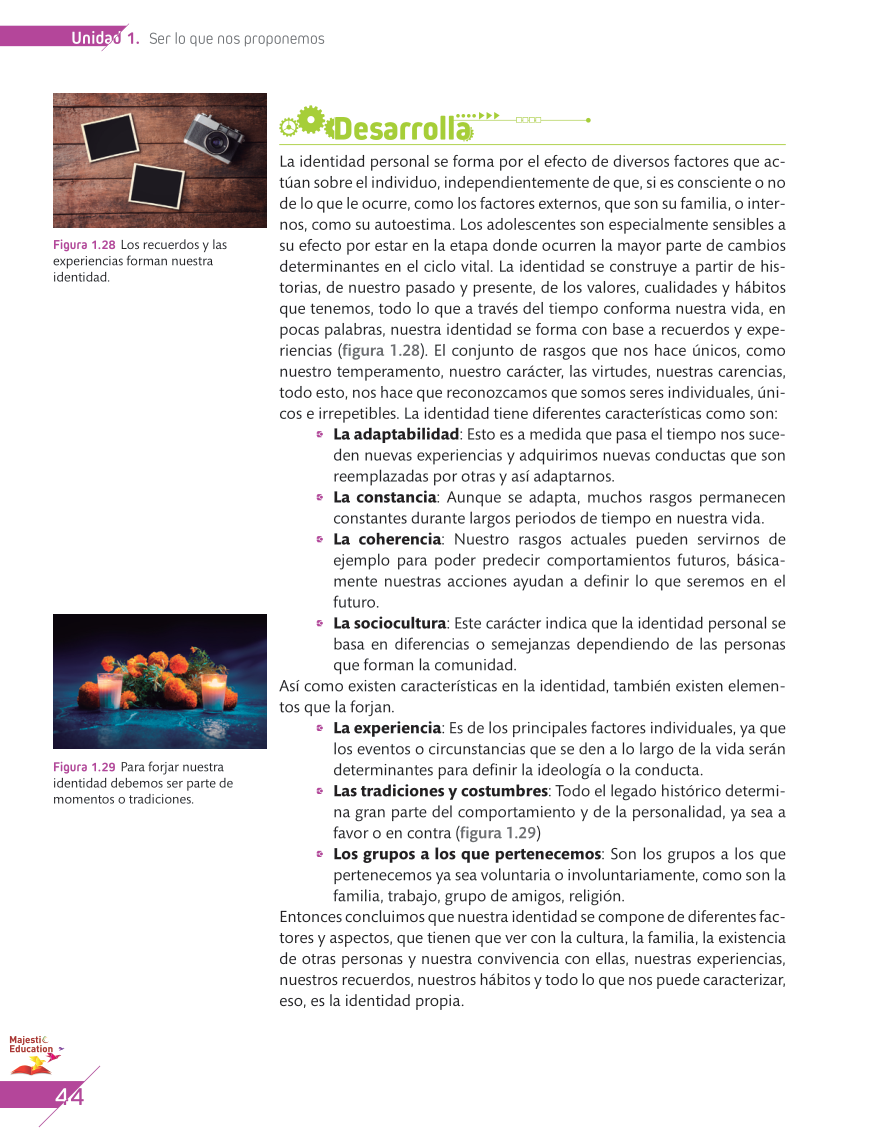 Unidad 1. Ser lo que nos proponemos
Desarrolla
La identidad personal se forma por el efecto de diversos factores que ac-
túan sobre el individuo, independientemente de que, si es consciente o no
de lo que le ocurre, como los factores externos, que son su familia, o inter-
nos, como su autoestima. Los adolescentes son especialmente sensibles a
su efecto por estar en la etapa donde ocurren la mayor parte de cambios
determinantes en el ciclo vital. La identidad se construye a partir de his-
torias, de nuestro pasado y presente, de los valores, cualidades y hábitos
que tenemos, todo lo que a través del tiempo conforma nuestra vida, en
pocas palabras, nuestra identidad se forma con base a recuerdos y expe-
riencias (figura 1.28). El conjunto de rasgos que nos hace únicos, como
nuestro temperamento, nuestro carácter, las virtudes, nuestras carencias,
todo esto, nos hace que reconozcamos que somos seres individuales, úni-
cos e irrepetibles. La identidad tiene diferentes características como son:
La adaptabilidad: Esto es a medida que pasa el tiempo nos suce-
den nuevas experiencias y adquirimos nuevas conductas que son
reemplazadas por otras y así adaptarnos.
La constancia: Aunque se adapta, muchos rasgos permanecen
constantes durante largos periodos de tiempo en nuestra vida.
La coherencia: Nuestro rasgos actuales pueden servirnos de
ejemplo para poder predecir comportamientos futuros, básica-
mente nuestras acciones ayudan a definir lo que seremos en el
futuro.
La sociocultura: Este carácter indica que la identidad personal se
basa en diferencias o semejanzas dependiendo de las personas
que forman la comunidad.
Así como existen características en la identidad, también existen elemen-
tos que la forjan.
La experiencia: Es de los principales factores individuales, ya que
los eventos o circunstancias que se den a lo largo de la vida serán
determinantes para definir la ideología o la conducta.
Las tradiciones y costumbres: Todo el legado histórico determi-
na gran parte del comportamiento y de la personalidad, ya sea a
favor o en contra (figura 1.29)
Los grupos a los que pertenecemos: Son los grupos a los que
pertenecemos ya sea voluntaria o involuntariamente, como son la
familia, trabajo, grupo de amigos, religión.
Entonces concluimos que nuestra identidad se compone de diferentes fac-
tores y aspectos, que tienen que ver con la cultura, la familia, la existencia
de otras personas y nuestra convivencia con ellas, nuestras experiencias,
nuestros recuerdos, nuestros hábitos y todo lo que nos puede caracterizar,
eso, es la identidad propia.
Figura 1.28 Los recuerdos y las
experiencias forman nuestra
identidad.
Figura 1.29 Para forjar nuestra
identidad debemos ser parte de
momentos o tradiciones.
Majestic
Education
44